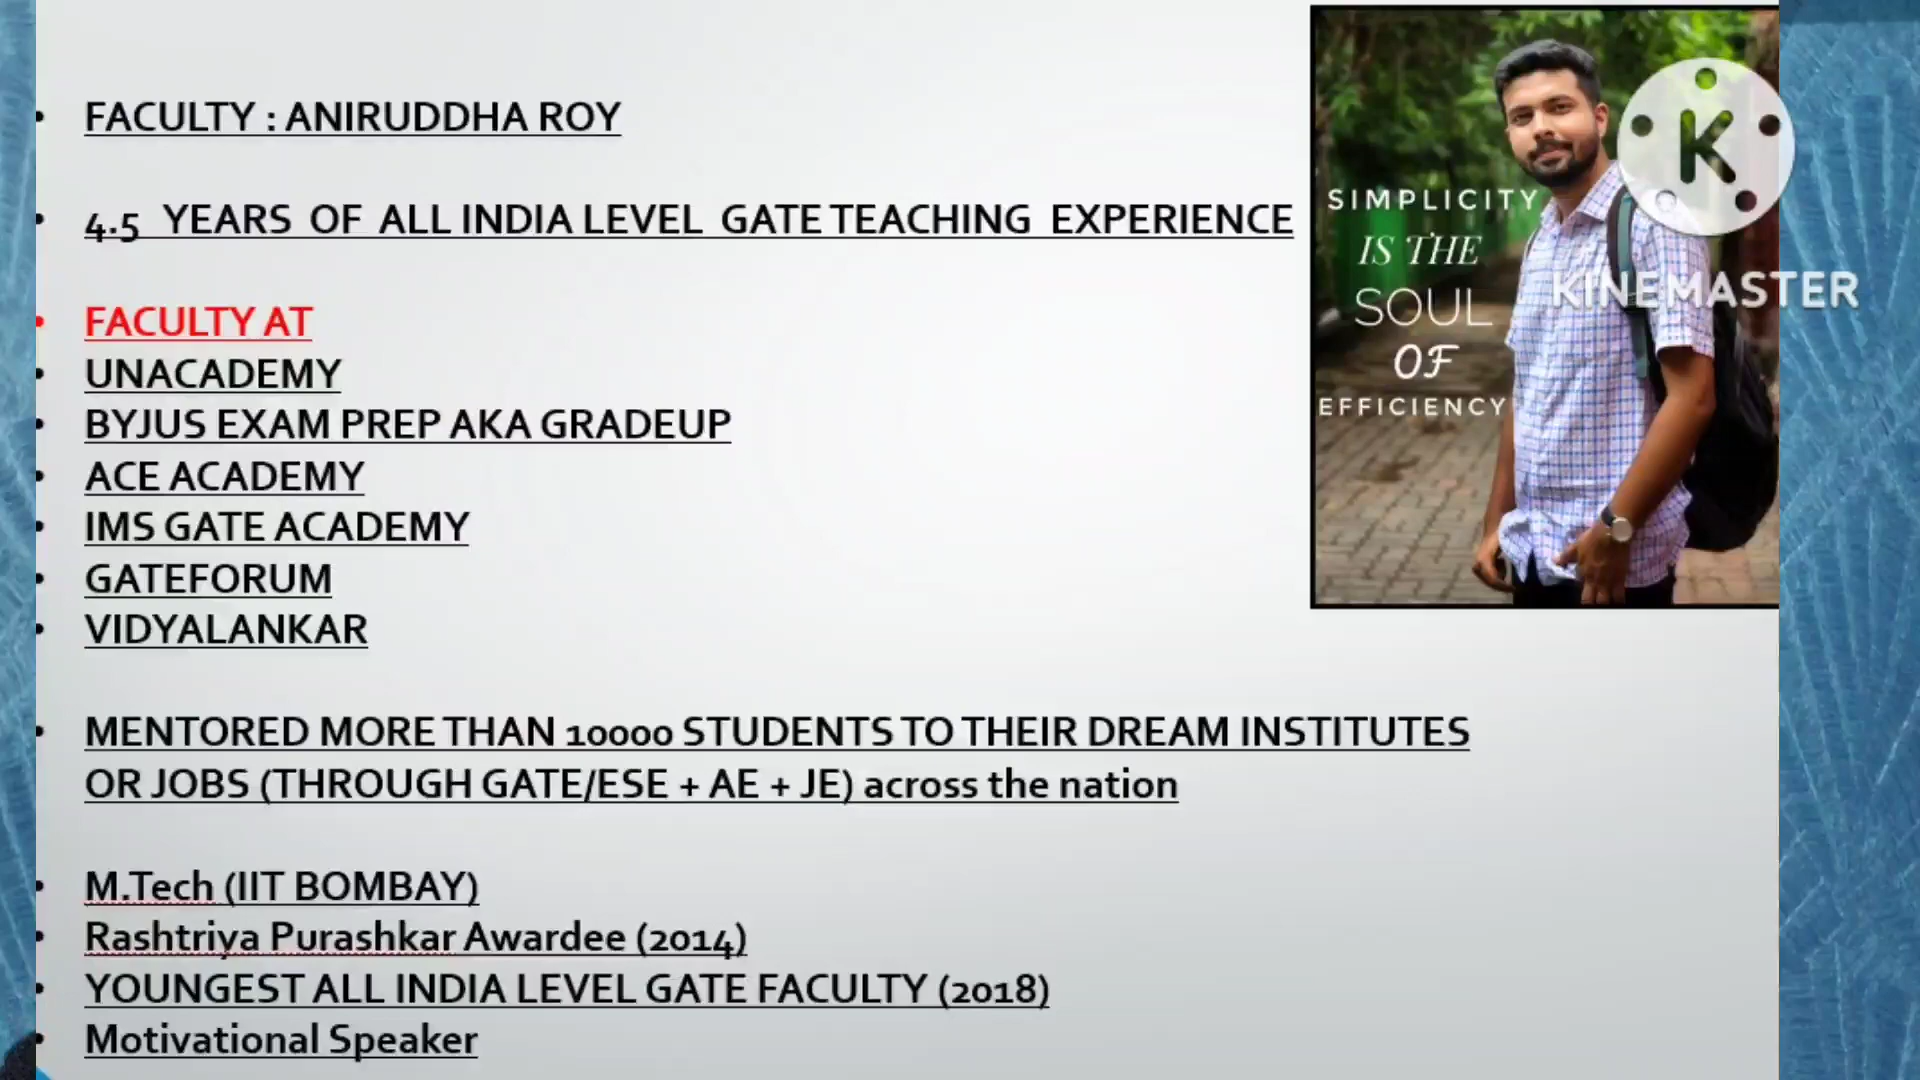 FACULTY : ANIRUDDHA ROY
4.5 YEARS OF ALL INDIA LEVEL GATE TEACHING EXPERIENCE
FACULTY AT
UNACADEMY
BYJUS EXAM PREP AKA GRADEUP
ACE ACADEMY
IMS GATE ACADEMY
GATEFORUM
VIDYALANKAR
MENTORED MORE THAN 10000 STUDENTS TO THEIR DREAM INSTITUTES
OR JOBS (THROUGH GATE/ESE + AE + JE) across the nation
M.Tech (IIT BOMBAY)
Rashtriya Purashkar Awardee (2014)
YOUNGEST ALL INDIA LEVEL GATE FACULTY (2018)
Motivational Speaker
SIMPLICITY
IS THE
SOUL
OF
EFFICIENCY
K
KINEMASTER